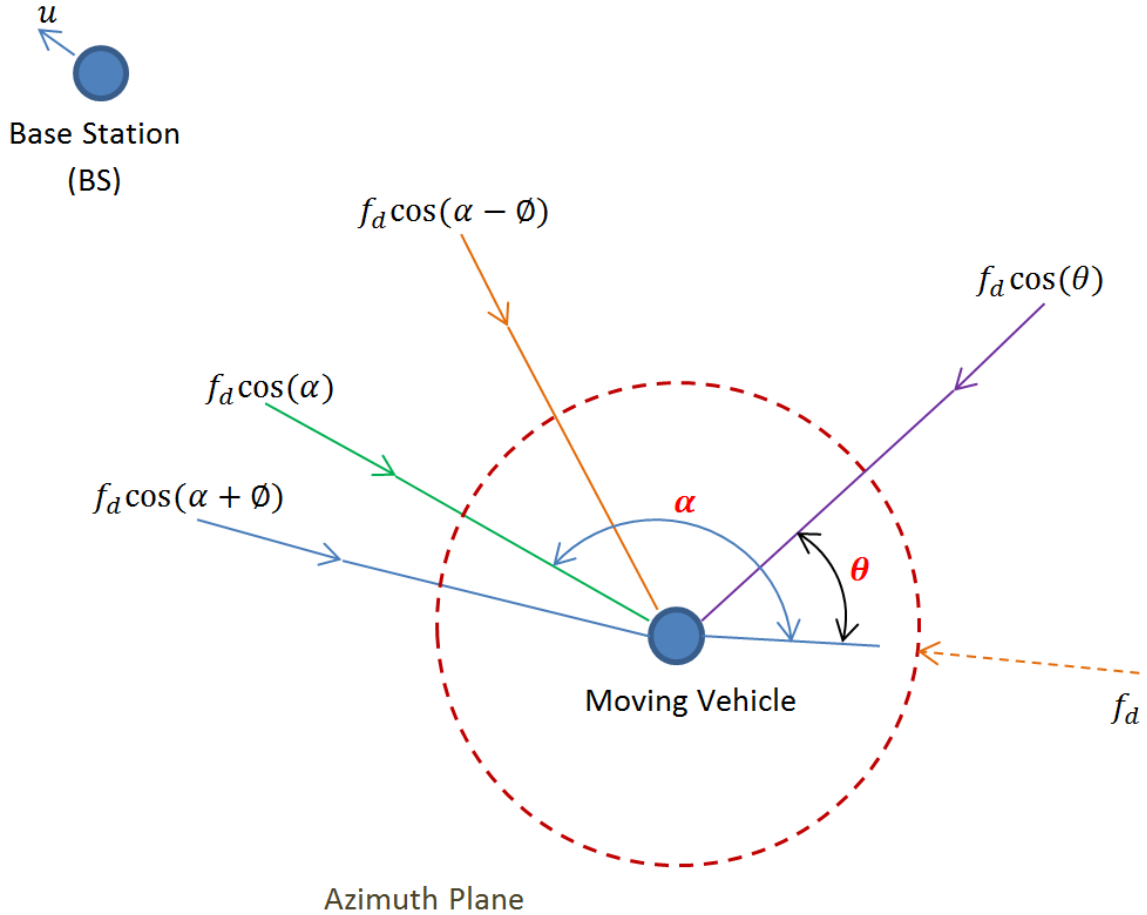 u
Base Station
(BS)
f_d cos(α − ∅)
f_d cos(θ)
f_d cos(α)
f_d cos(α + ∅)
α
θ
Moving Vehicle
f_d
Azimuth Plane